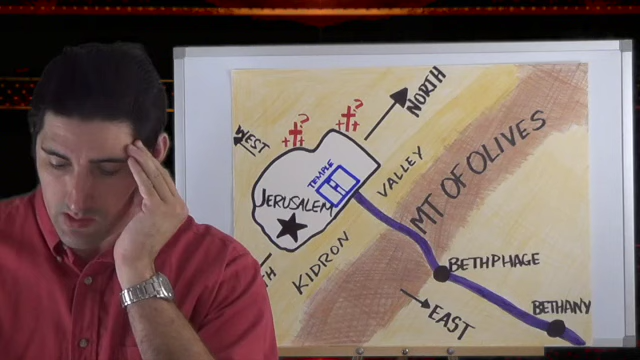 NORTH
?
?
WEST
VALLEY
MT OF OLIVES
TEMPLE
JERUSALEM
KIDRON
BETHPHAGE
EAST
BETHANY